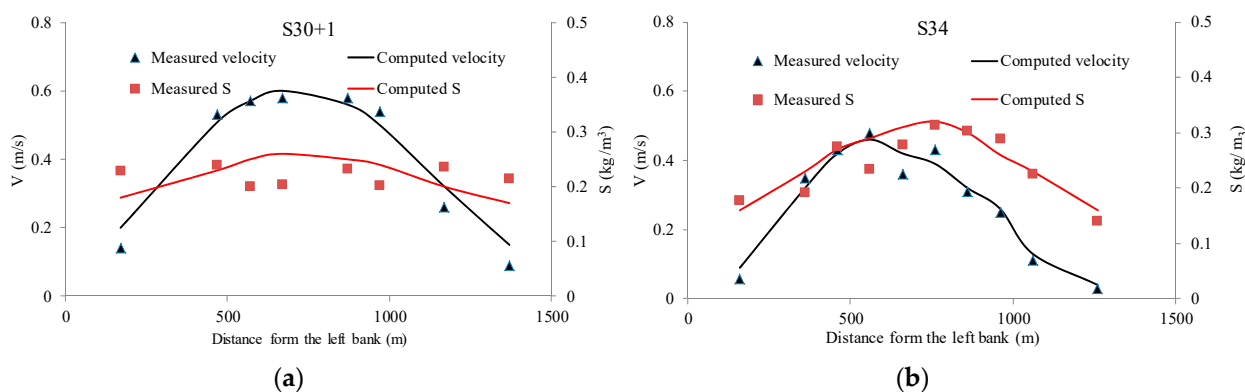 S30+1
Measured velocity
Computed velocity
Measured S
Computed S
0.8
0.6
0.4
0.2
0
V (m/s)
0.5
0.4
0.3
0.2
0.1
0
S (kg/m³)
0
500
1000
1500
Distance form the left bank (m)
(a)
S34
Measured velocity
Computed velocity
Measured S
Computed S
0.8
0.6
0.4
0.2
0
V (m/s)
0.5
0.4
0.3
0.2
0.1
0
S (kg/m3)
0
500
1000
1500
Distance form the left bank (m)
(b)